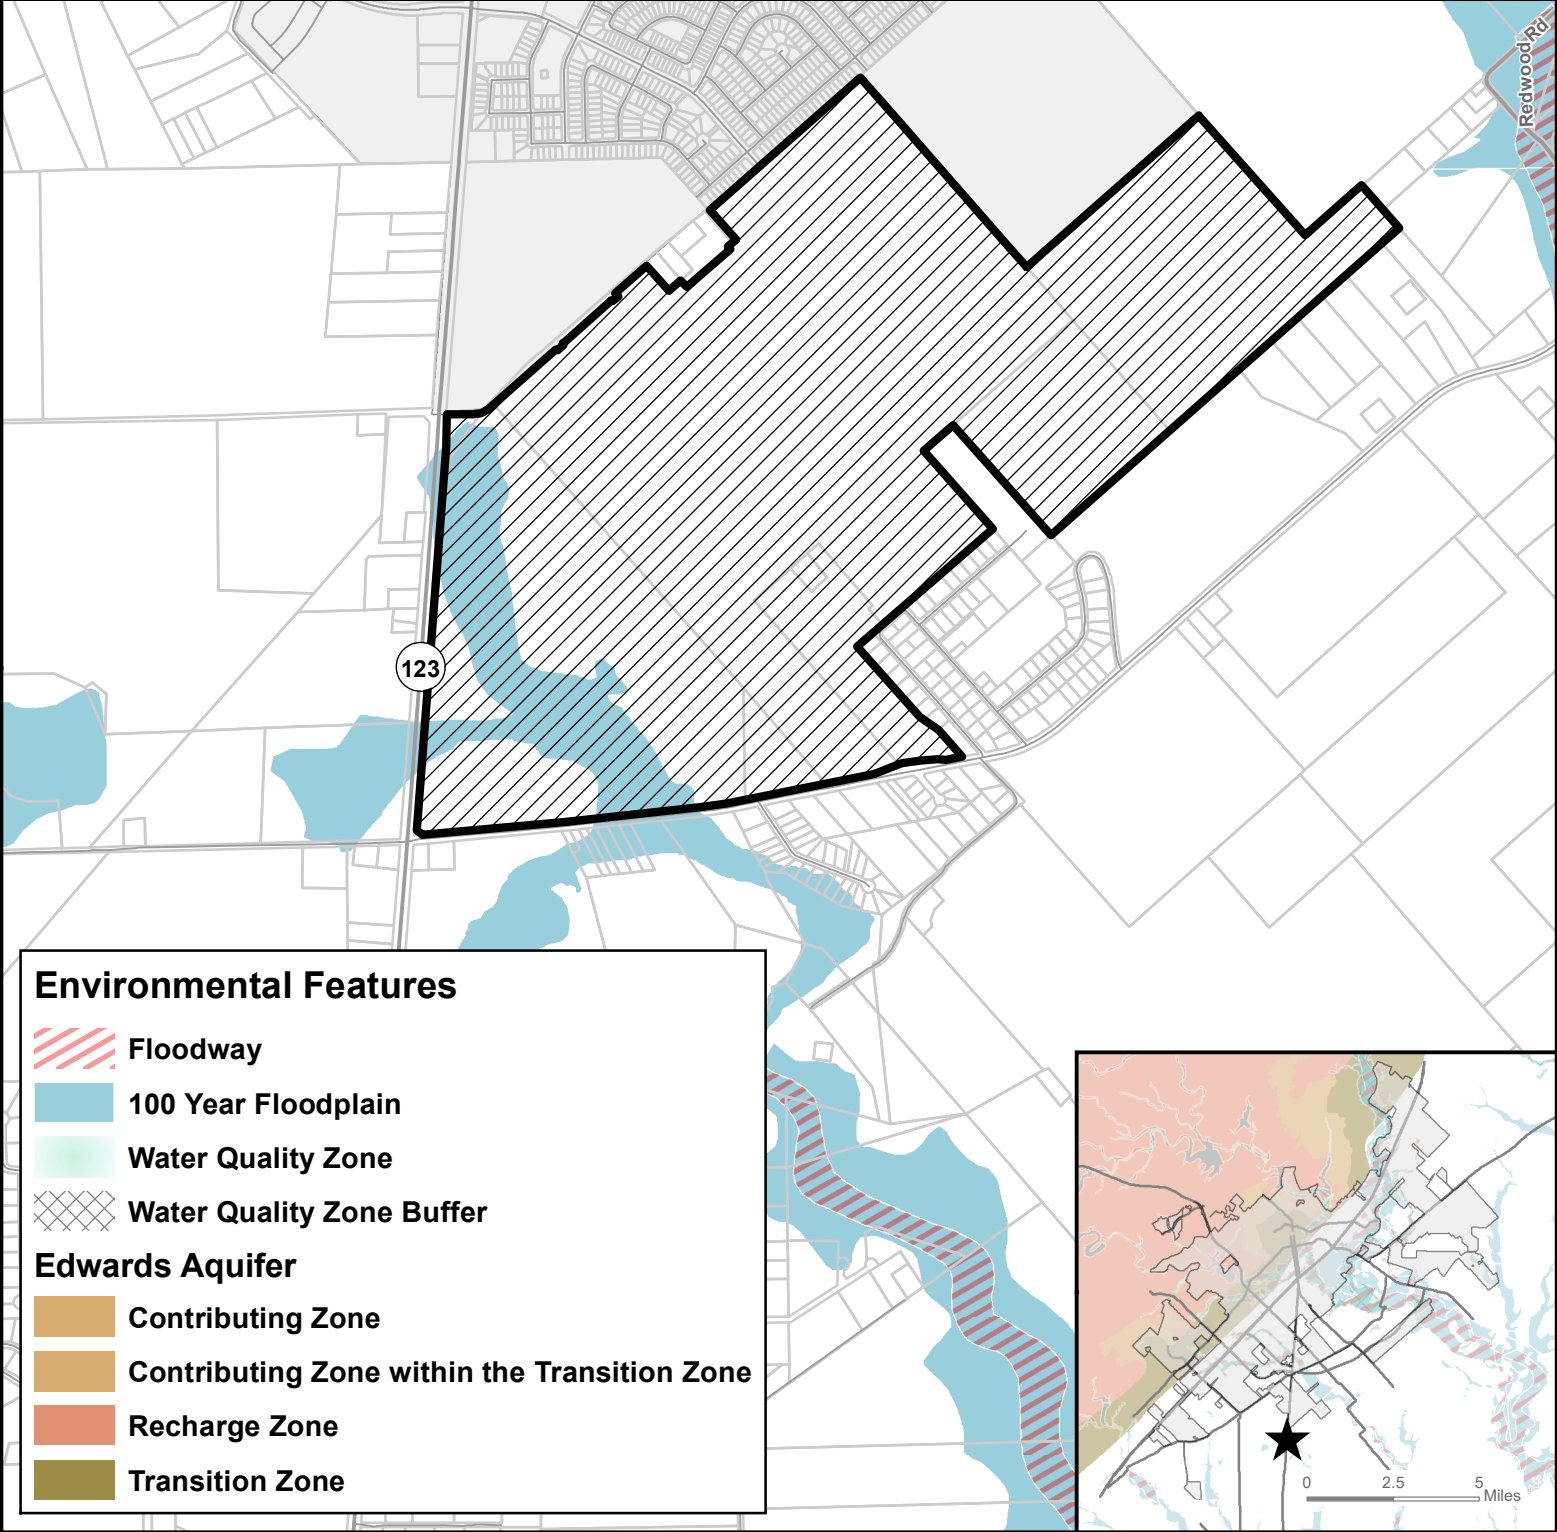 Redwood Rd
123
Environmental Features
Floodway
100 Year Floodplain
Water Quality Zone
Water Quality Zone Buffer
Edwards Aquifer
Contributing Zone
Contributing Zone within the Transition Zone
Recharge Zone
Transition Zone
0 2.5 5
Miles